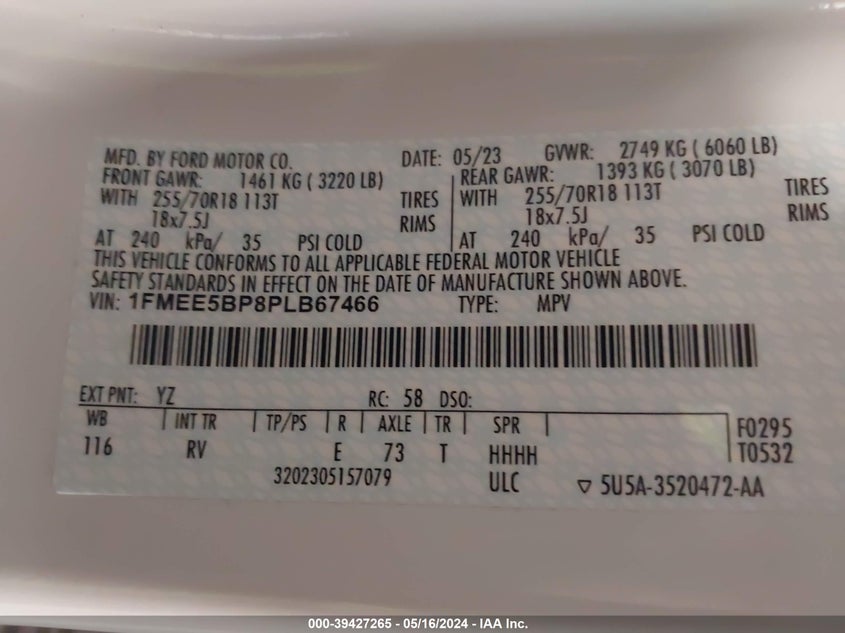 MFD. BY FORD MOTOR CO. DATE: 05/23 GVWR: 2749 KG ( 6060 LB)
FRONT GAWR: 1461 KG ( 3220 LB) REAR GAWR: 1393 KG ( 3070 LB)
WITH 255/70R18 113T TIRES WITH 255/70R18 113T TIRES
18x7.5J RIMS 18x7.5J RIMS
AT 240 kPa/ 35 PSI COLD AT 240 kPa/ 35 PSI COLD
THIS VEHICLE CONFORMS TO ALL APPLICABLE FEDERAL MOTOR VEHICLE
SAFETY STANDARDS IN EFFECT ON THE DATE OF MANUFACTURE SHOWN ABOVE.
VIN: 1FMEE5BP8PLB67466 TYPE: MPV
EXT PNT: YZ RC: 58 DSO:
WB INT TR TP/PS R AXLE TR SPR F0295
116 RV E 73 T HHHH T0532
3202305157079 ULC ▽ 5U5A-3520472-AA
000-39427265 - 05/16/2024 - IAA Inc.